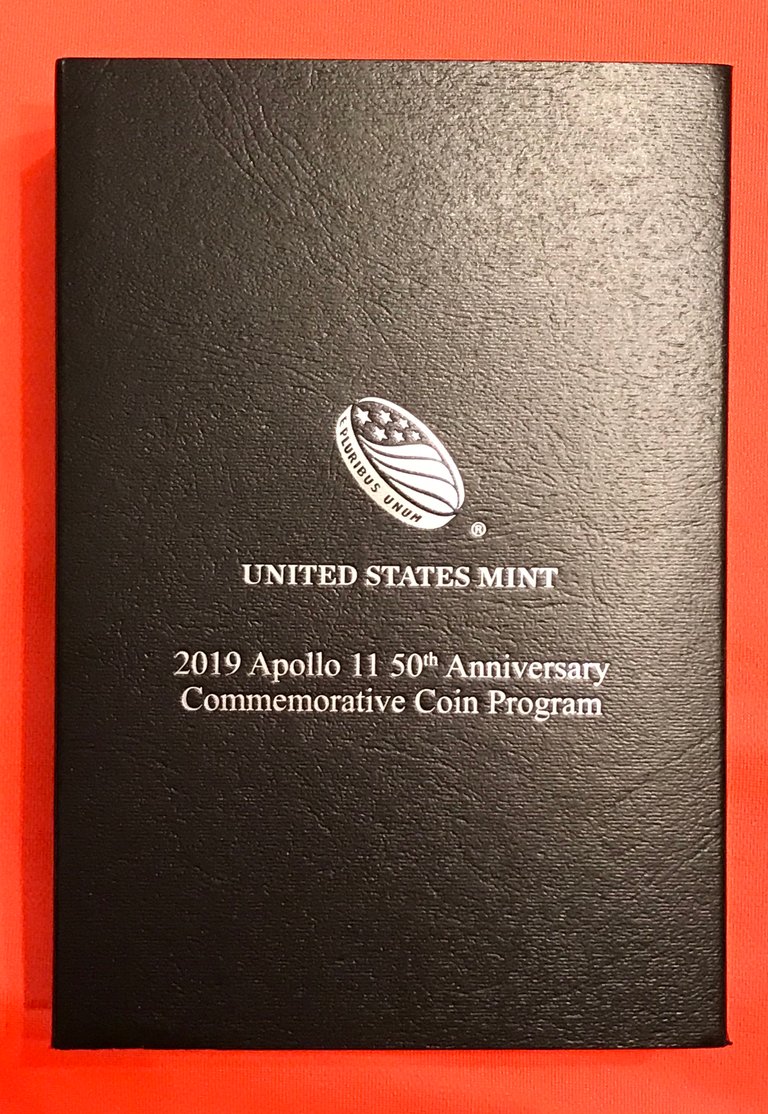 E PLURIBUS UNUM
®
UNITED STATES MINT
2019 Apollo 11 50th Anniversary
Commemorative Coin Program